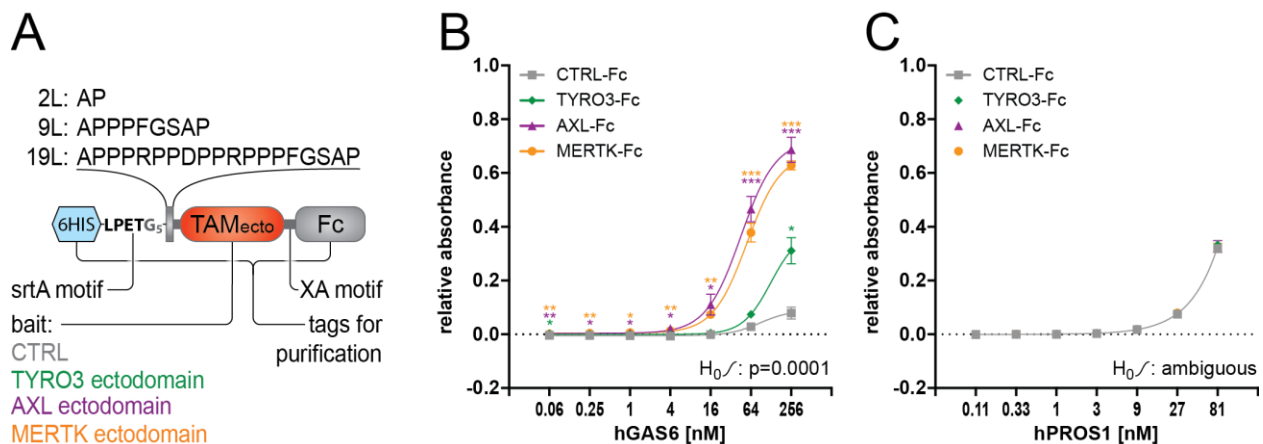 A
2L: AP
9L: APPPFGSAP
19L: APPPRPPDPPRPPPFGSAP
6HIS
LPETG5
TAMecto
Fc
srtA motif
XA motif
bait:
tags for
purification
CTRL
TYRO3 ectodomain
AXL ectodomain
MERTK ectodomain
B
CTRL-Fc
TYRO3-Fc
AXL-Fc
MERTK-Fc
relative absorbance
1.0
0.8
0.6
0.4
0.2
0.0
-0.2
***
***
***
***
*
**
*
** ** * **
** * * *
*
H0∫: p=0.0001
0.06 0.25 1 4 16 64 256
hGAS6 [nM]
C
CTRL-Fc
TYRO3-Fc
AXL-Fc
MERTK-Fc
relative absorbance
1.0
0.8
0.6
0.4
0.2
0.0
-0.2
H0∫: ambiguous
0.11 0.33 1 3 9 27 81
hPROS1 [nM]